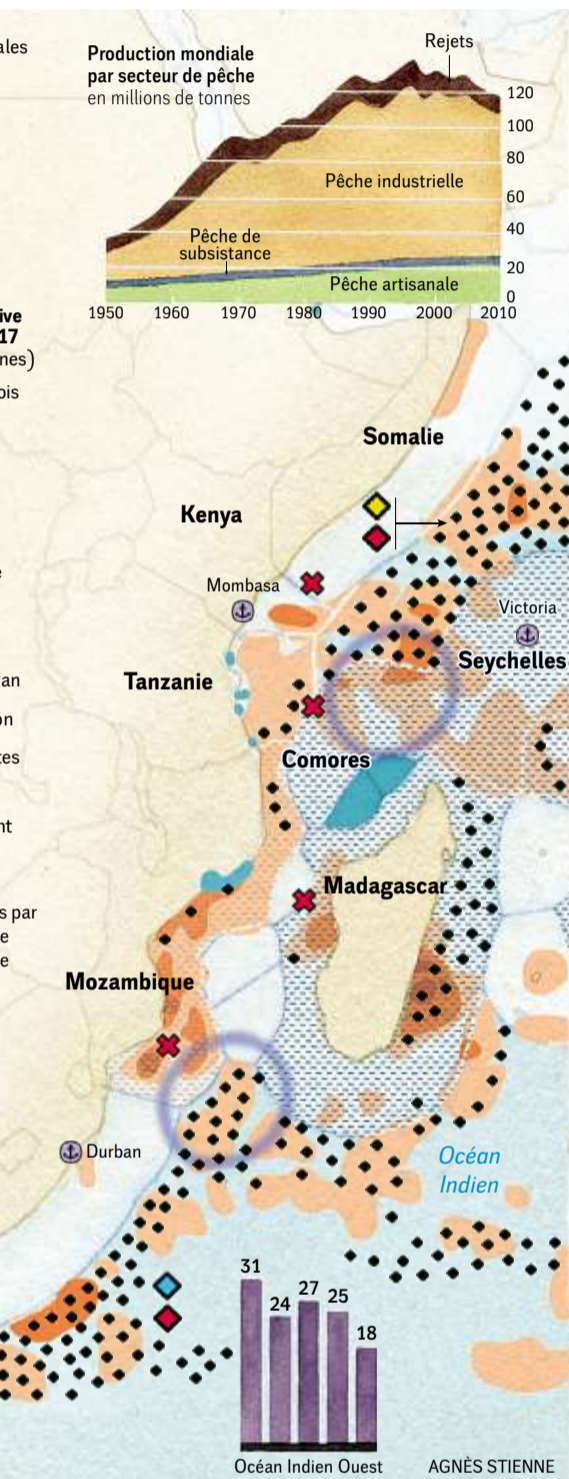 ales
Production mondiale
par secteur de pêche
en millions de tonnes
Rejets
120
100
80
60
40
20
0
Pêche industrielle
Pêche de
subsistance
Pêche artisanale
1950 1960 1970 1980 1990 2000 2010
ive
17
nes)
ois
e
an
on
tes
nt
s par
e
e
Somalie
Kenya
Mombasa
Victoria
Seychelles
Tanzanie
Comores
Madagascar
Mozambique
Durban
Océan
Indien
31
24
27
25
18
Océan Indien Ouest
AGNÈS STIENNE